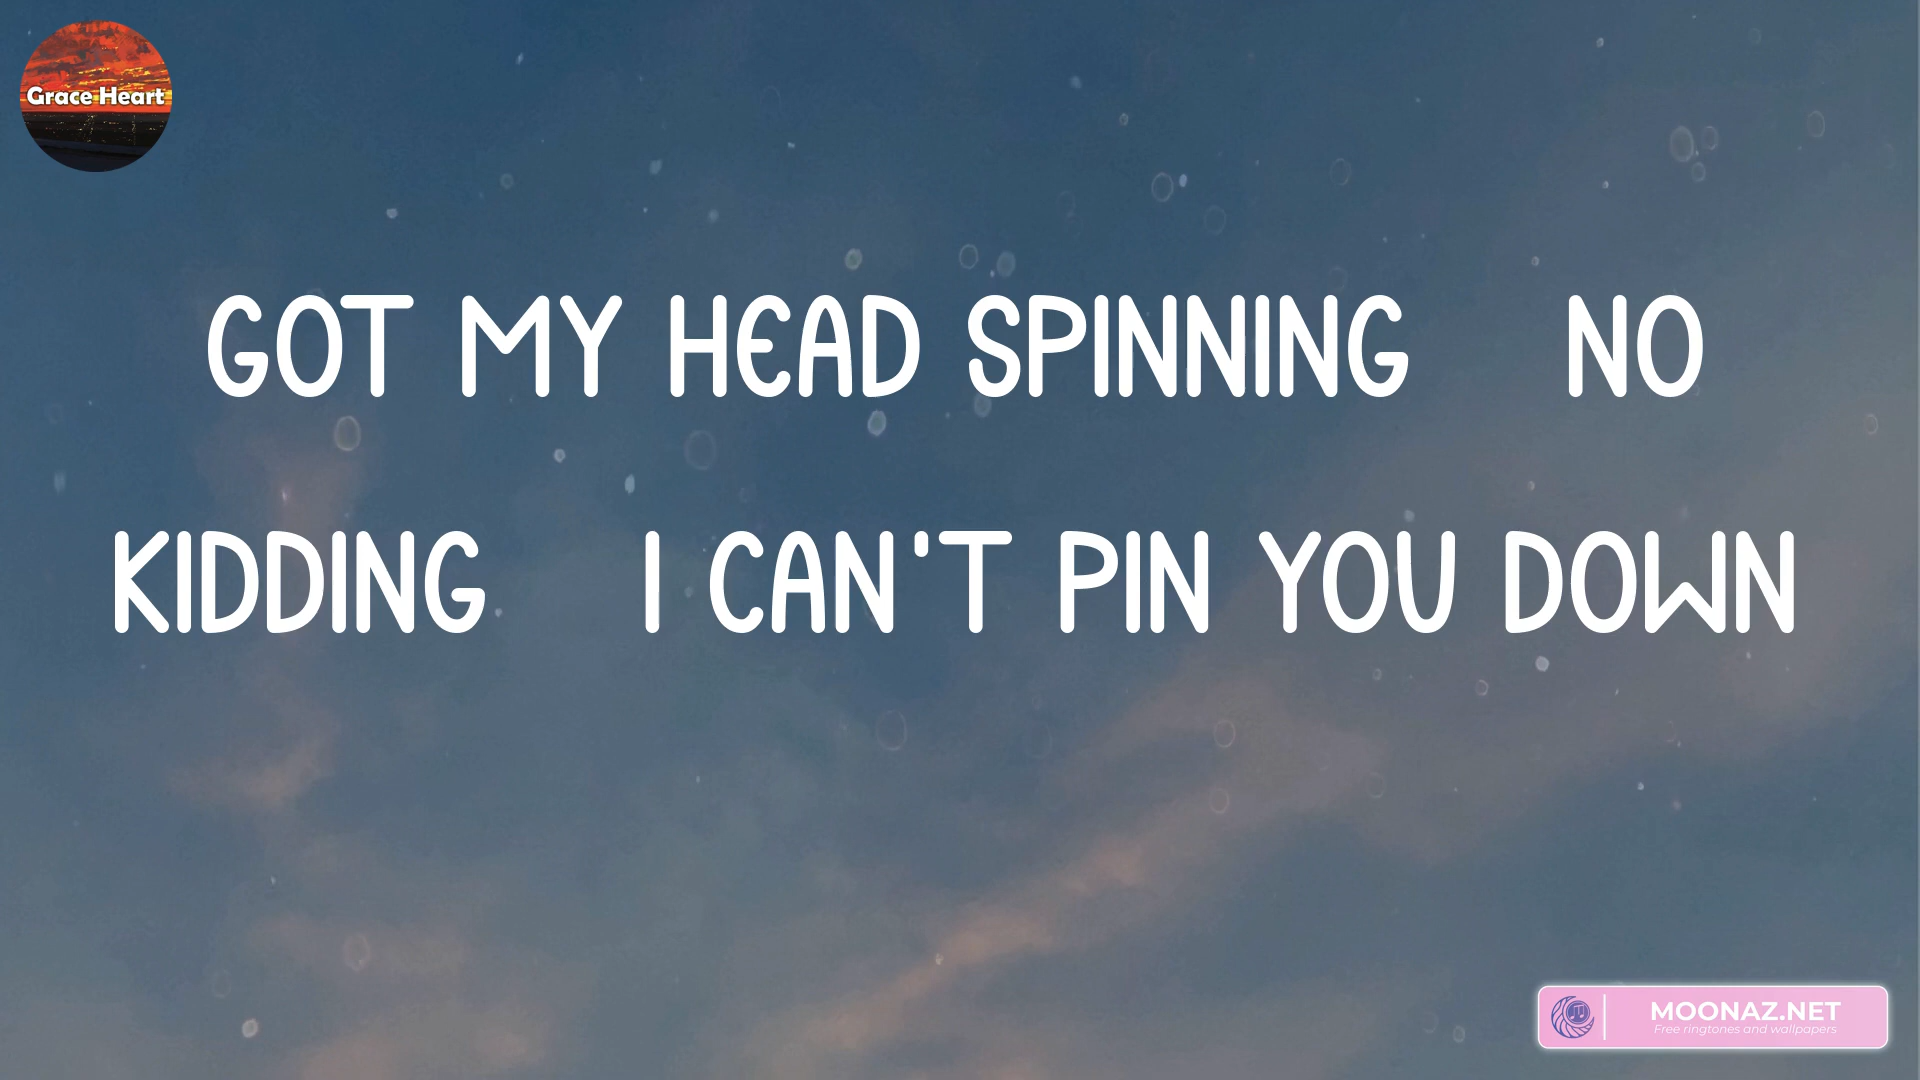 Grace Heart
GOT MY HEAD SPINNING NO
KIDDING I CAN'T PIN YOU DOWN
MOONAZ.NET
Free ringtones and wallpapers